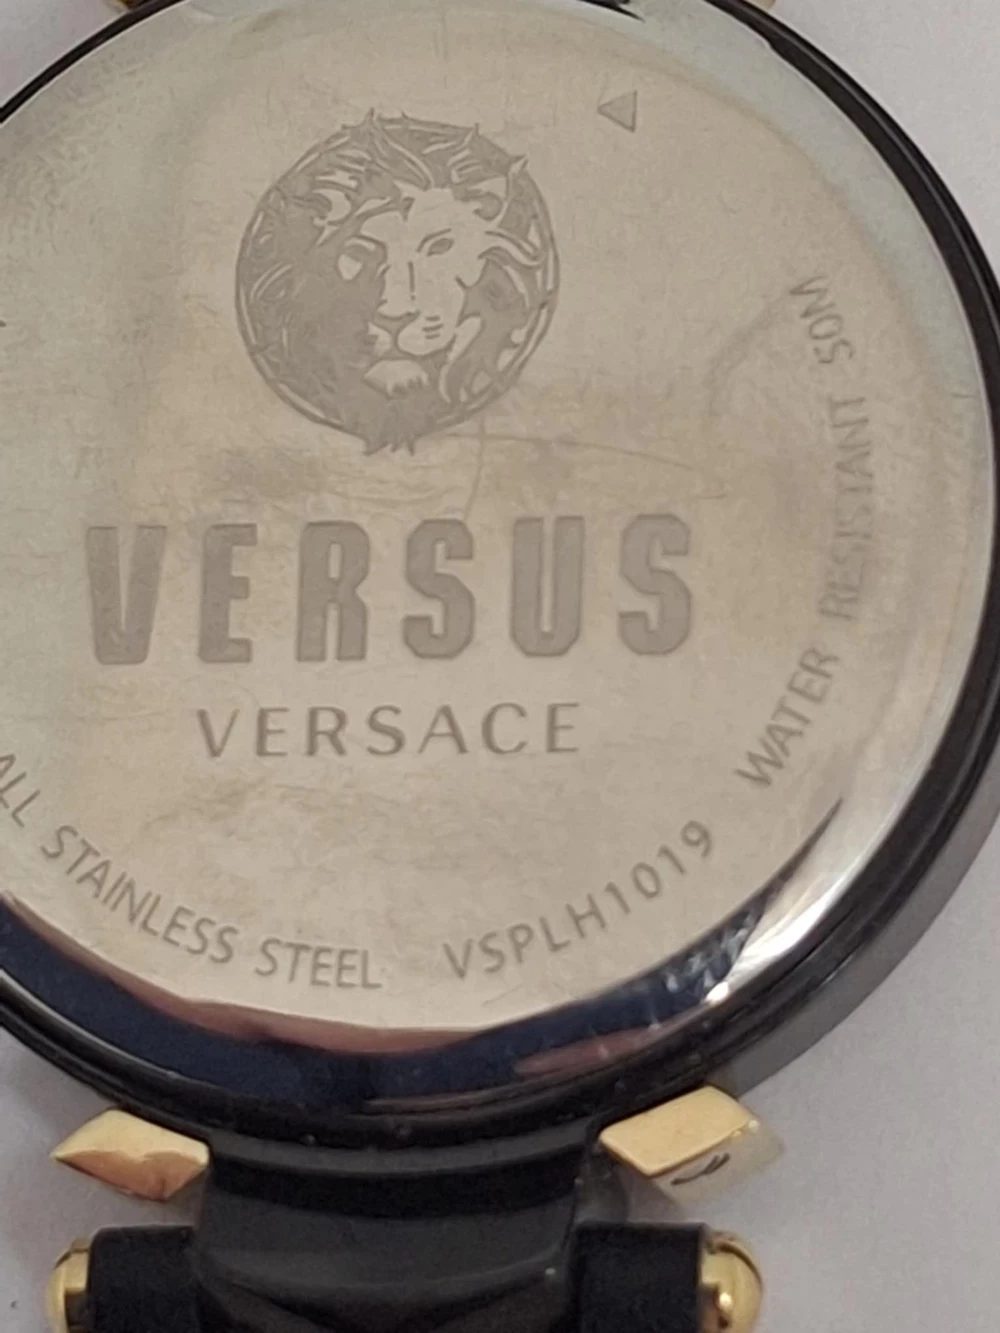 VERSUS
VERSACE
ALL STAINLESS STEEL VSPLH1019 WATER RESISTANT 50M